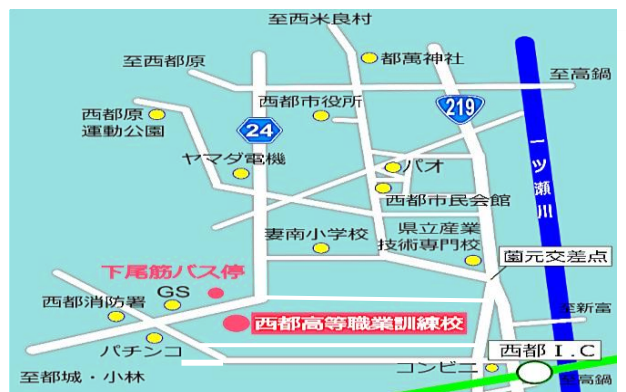 至西米良村
都萬神社
至西都原
至高鍋
西都市役所
219
西都原
運動公園
24
一ツ瀬川
ヤマダ電機
パオ
西都市民会館
妻南小学校
県立産業
技術専門校
薗元交差点
下尾筋バス停
GS
西都消防署
西都高等職業訓練校
至新富
パチンコ
西都I.C
コンビニ
至都城・小林
至高鍋